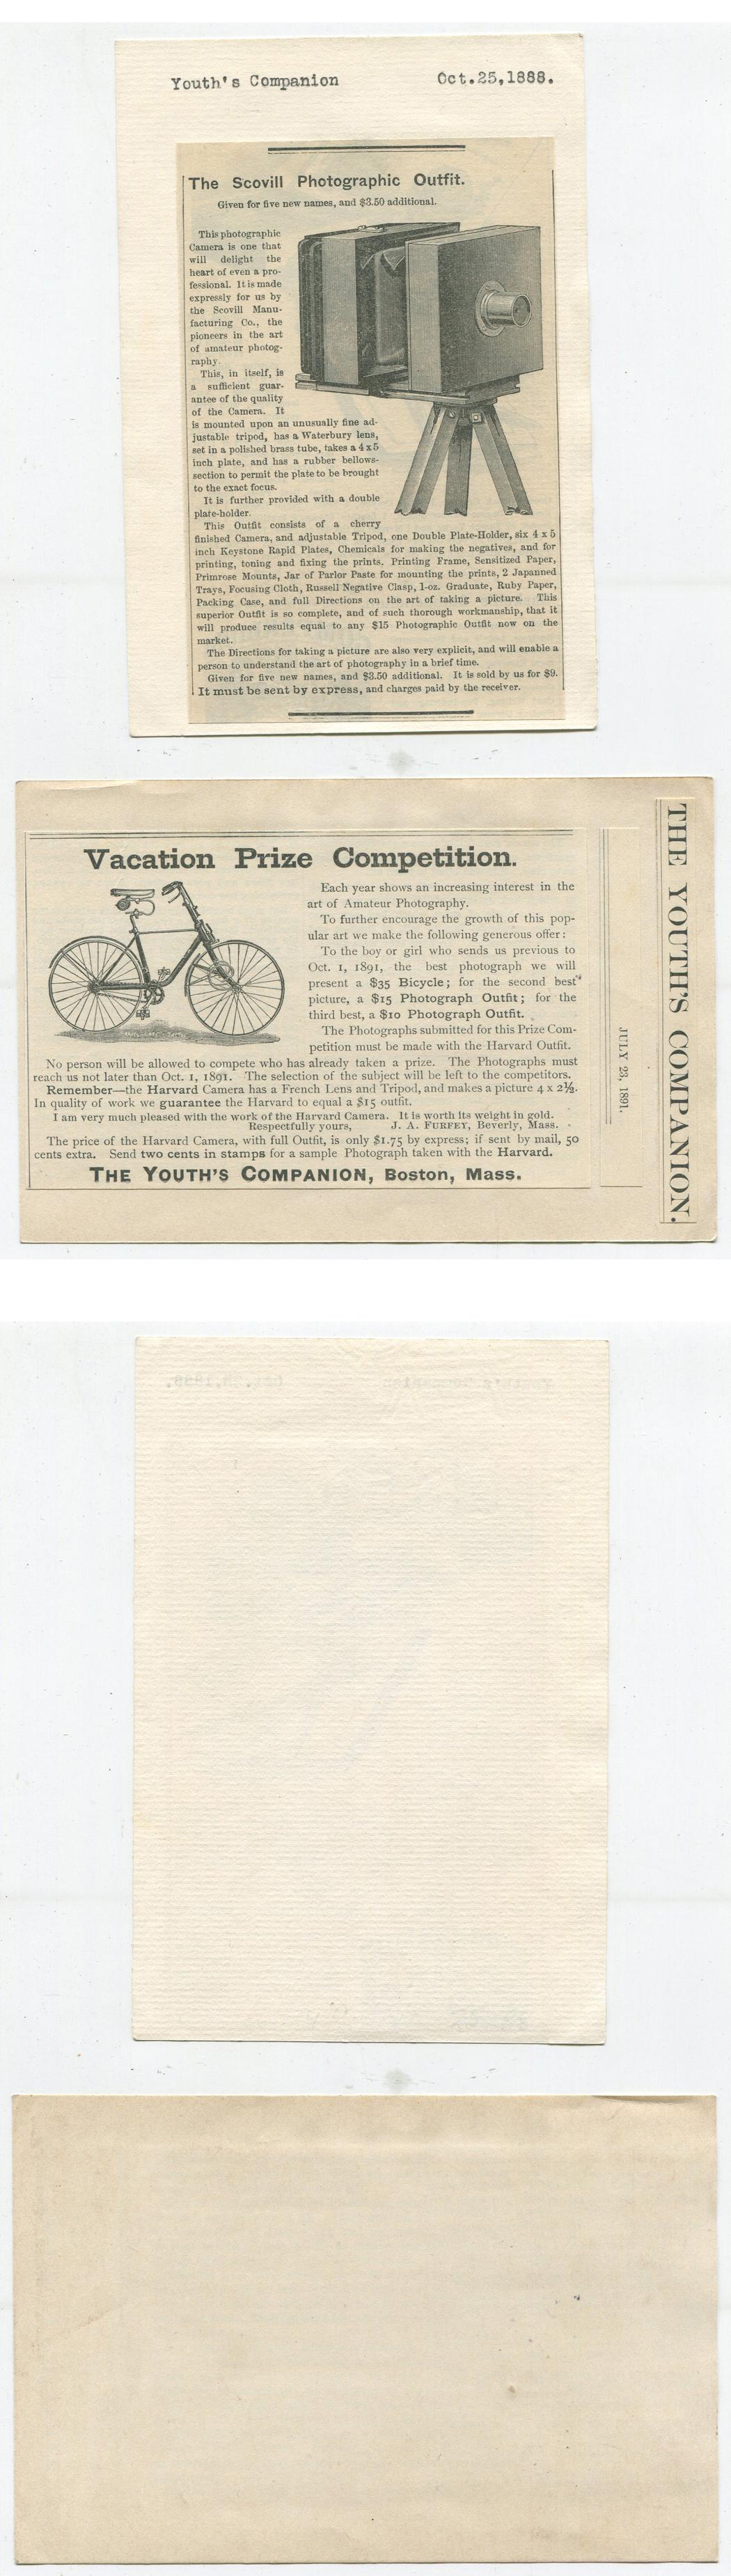 Youth's Companion Oct.25,1888.
The Scovill Photographic Outfit.
Given for five new names, and $3.50 additional.
This photographic
Camera is one that
will delight the
heart of even a pro-
fessional. It is made
expressly for us by
the Scovill Manu-
facturing Co., the
pioneers in the art
of amateur photog-
raphy.
This, in itself, is
a sufficient guar-
antee of the quality
of the Camera. It
is mounted upon an unusually fine ad-
justable tripod, has a Waterbury lens,
set in a polished brass tube, takes a 4x5
inch plate, and has a rubber bellows-
section to permit the plate to be brought
to the exact focus.
It is further provided with a double
plate-holder.
This Outfit consists of a cherry
finished Camera, and adjustable Tripod, one Double Plate-Holder, six 4 x 5
inch Keystone Rapid Plates, Chemicals for making the negatives, and for
printing, toning and fixing the prints. Printing Frame, Sensitized Paper,
Primrose Mounts, Jar of Parlor Paste for mounting the prints, 2 Japanned
Trays, Focusing Cloth, Russell Negative Clasp, 1-oz. Graduate, Ruby Paper,
Packing Case, and full Directions on the art of taking a picture. This
superior Outfit is so complete, and of such thorough workmanship, that it
will produce results equal to any $15 Photographic Outfit now on the
market.
The Directions for taking a picture are also very explicit, and will enable a
person to understand the art of photography in a brief time.
Given for five new names, and $3.50 additional. It is sold by us for $9.
It must be sent by express, and charges paid by the receiver.
Vacation Prize Competition.
Each year shows an increasing interest in the
art of Amateur Photography.
To further encourage the growth of this pop-
ular art we make the following generous offer:
To the boy or girl who sends us previous to
Oct. 1, 1891, the best photograph we will
present a $35 Bicycle; for the second best
picture, a $15 Photograph Outfit; for the
third best, a $10 Photograph Outfit.
The Photographs submitted for this Prize Com-
petition must be made with the Harvard Outfit.
No person will be allowed to compete who has already taken a prize. The Photographs must
reach us not later than Oct. 1, 1891. The selection of the subject will be left to the competitors.
Remember—the Harvard Camera has a French Lens and Tripod, and makes a picture 4 x 2½.
In quality of work we guarantee the Harvard to equal a $15 outfit.
I am very much pleased with the work of the Harvard Camera. It is worth its weight in gold.
Respectfully yours, J. A. FURFEY, Beverly, Mass.
The price of the Harvard Camera, with full Outfit, is only $1.75 by express; if sent by mail, 50
cents extra. Send two cents in stamps for a sample Photograph taken with the Harvard.
THE YOUTH'S COMPANION, Boston, Mass.
JULY 23, 1891.
THE YOUTH'S COMPANION.